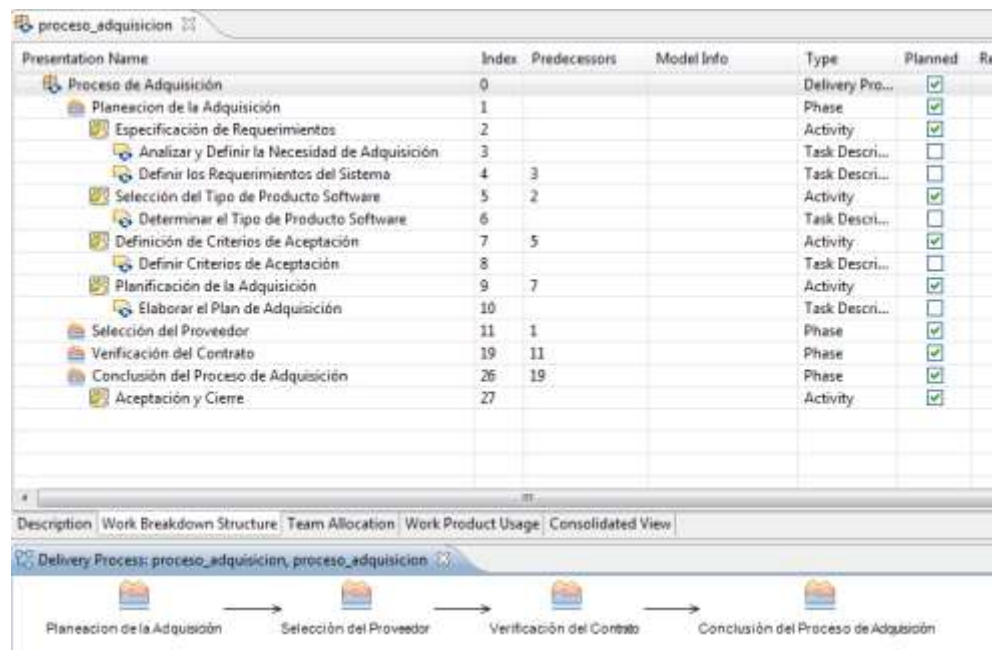 proceso_adquisicion
Presentation Name Index Predecessors Model Info Type Planned Re
Proceso de Adquisición 0 Delivery Pro...
Planeacion de la Adquisición 1 Phase
Especificación de Requerimientos 2 Activity
Analizar y Definir la Necesidad de Adquisición 3 Task Descri...
Definir los Requerimientos del Sistema 4 3 Task Descri...
Selección del Tipo de Producto Software 5 2 Activity
Determinar el Tipo de Producto Software 6 Task Descri...
Definición de Criterios de Aceptación 7 5 Activity
Definir Criterios de Aceptación 8 Task Descri...
Planificación de la Adquisición 9 7 Activity
Elaborar el Plan de Adquisición 10 Task Descri...
Selección del Proveedor 11 1 Phase
Verificación del Contrato 19 11 Phase
Conclusión del Proceso de Adquisición 26 19 Phase
Aceptación y Cierre 27 Activity
Description Work Breakdown Structure Team Allocation Work Product Usage Consolidated View
Delivery Process: proceso_adquisicion, proceso_adquisicion
Planeacion de la Adquisición Selección del Proveedor Verificación del Contrato Conclusión del Proceso de Adquisición